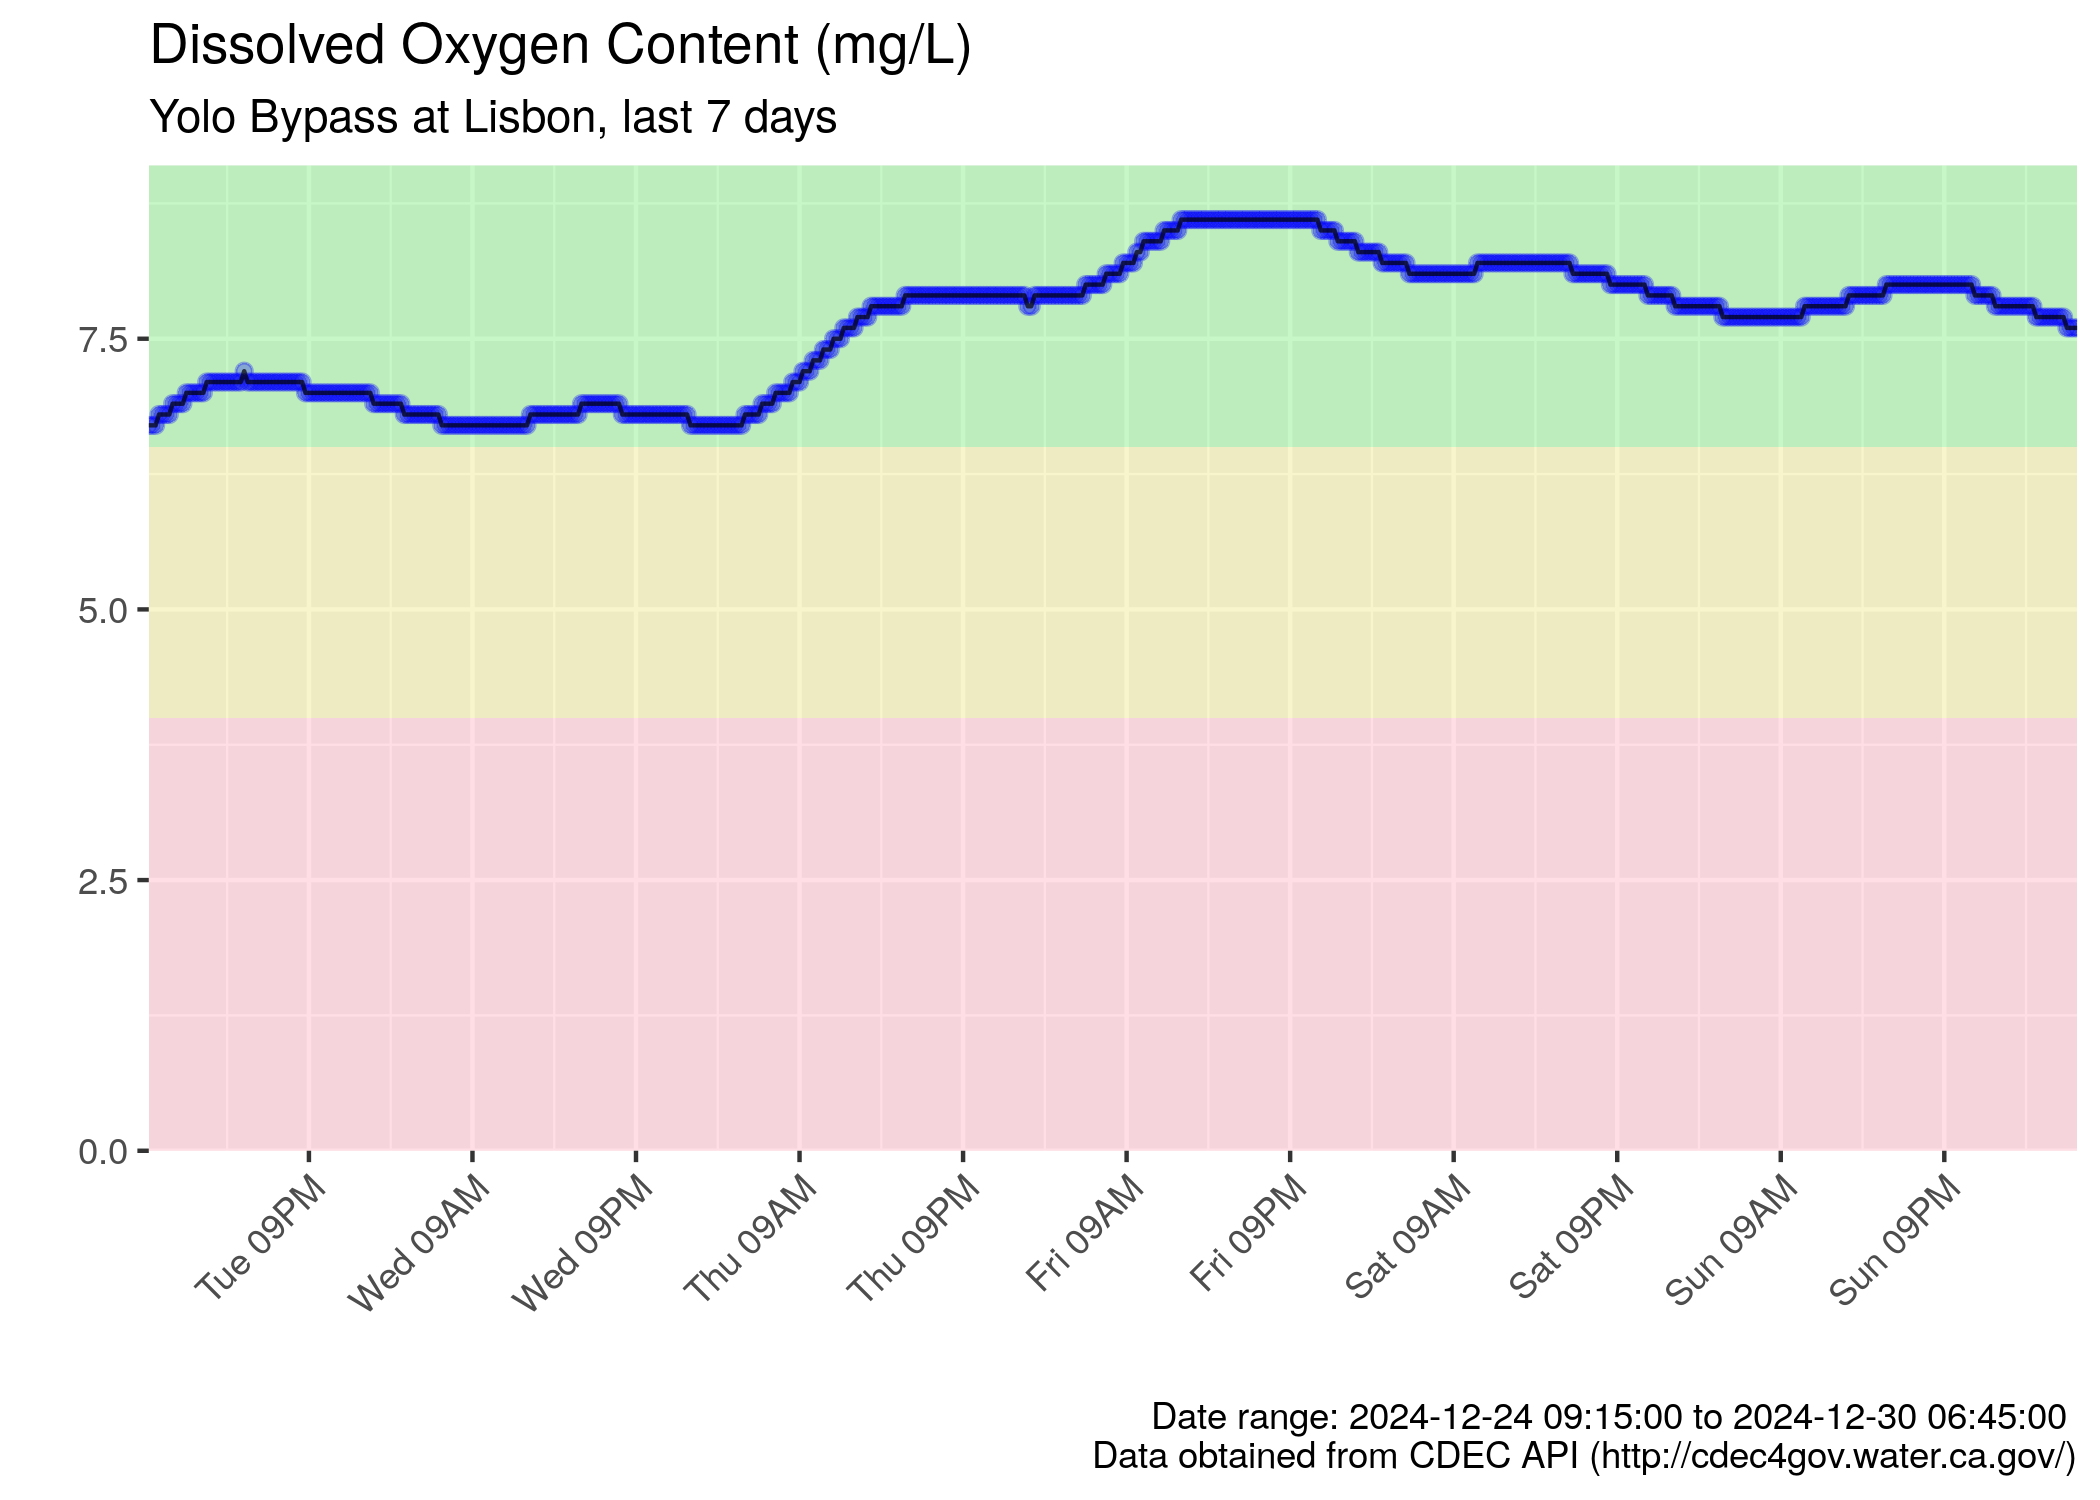 Dissolved Oxygen Content (mg/L)
Yolo Bypass at Lisbon, last 7 days
7.5
5.0
2.5
0.0
Tue 09PM
Wed 09AM
Wed 09PM
Thu 09AM
Thu 09PM
Fri 09AM
Fri 09PM
Sat 09AM
Sat 09PM
Sun 09AM
Sun 09PM
Date range: 2024-12-24 09:15:00 to 2024-12-30 06:45:00
Data obtained from CDEC API (http://cdec4gov.water.ca.gov/)